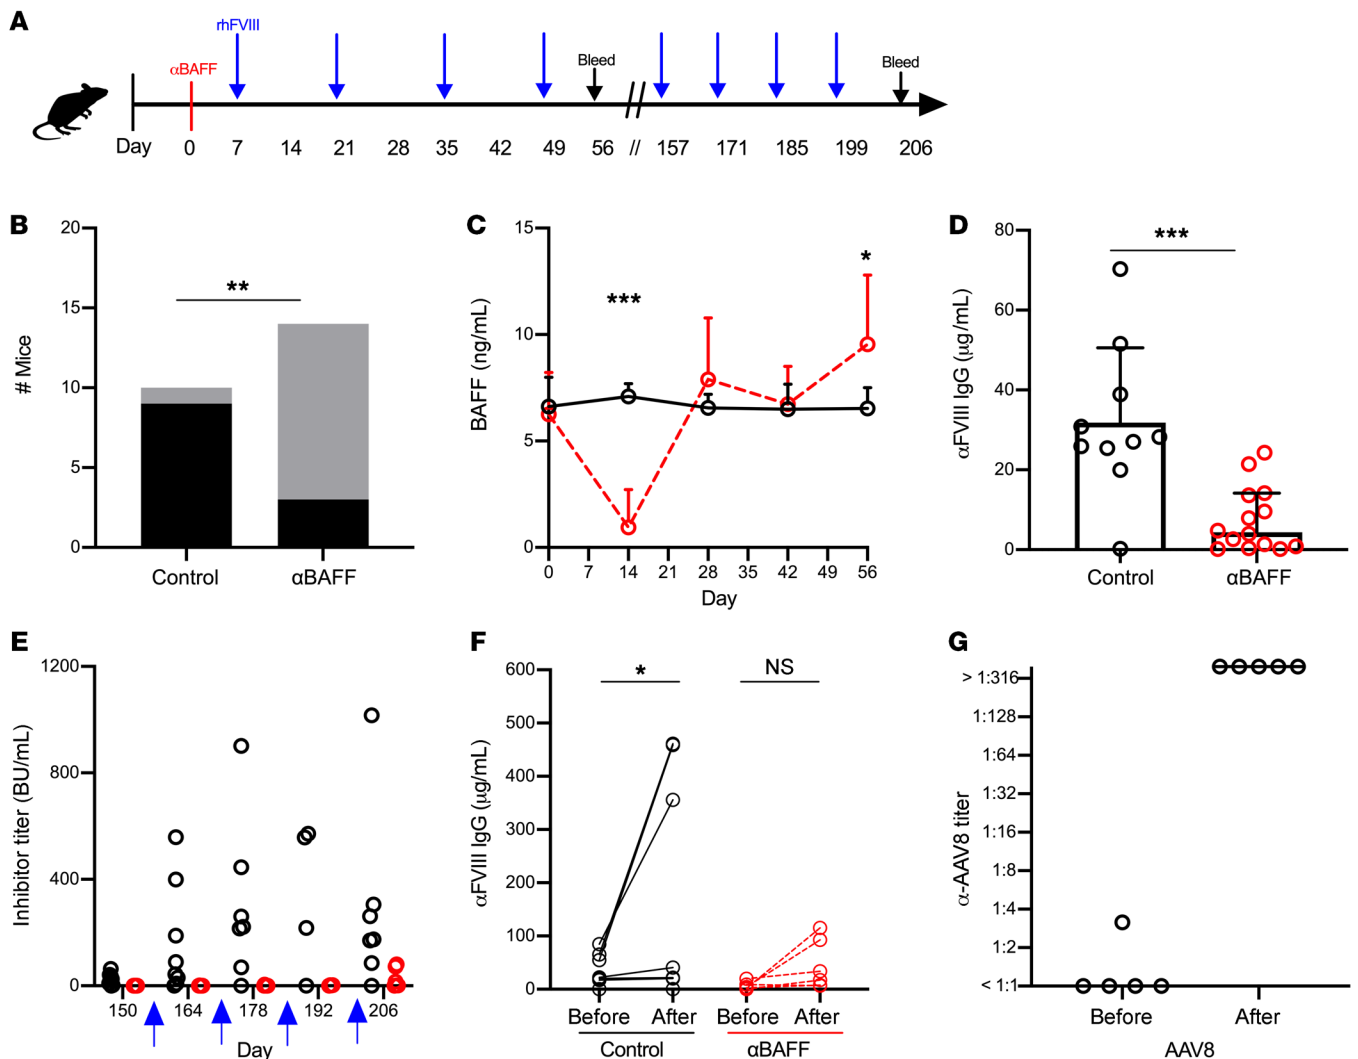 A
rhFVIII
αBAFF
Bleed
Bleed
Day 0 7 14 21 28 35 42 49 56 // 157 171 185 199 206
B
# Mice
20
15
10
5
0
**
Control αBAFF
C
BAFF (ng/mL)
15
10
5
0
***
*
0 7 14 21 28 35 42 49 56
Day
D
αFVIII IgG (µg/mL)
80
60
40
20
0
***
Control αBAFF
E
Inhibitor titer (BU/mL)
1200
800
400
0
150 164 178 192 206
Day
F
αFVIII IgG (µg/mL)
600
500
400
300
200
100
0
* NS
Before After Before After
Control αBAFF
G
α-AAV8 titer
> 1:316
1:128
1:64
1:32
1:16
1:8
1:4
1:2
< 1:1
Before After
AAV8